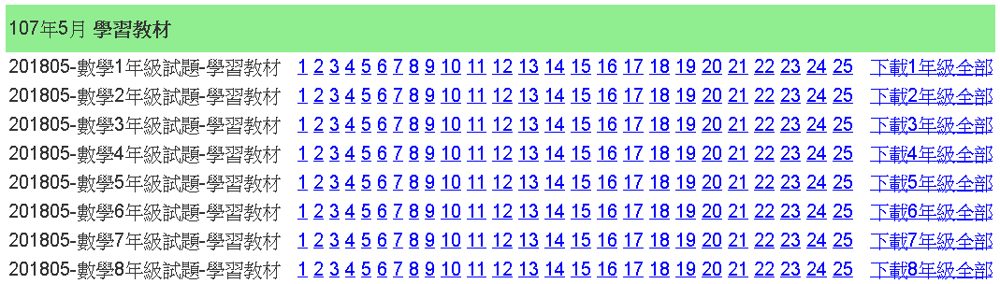 107年5月 學習教材
201805-數學1年級試題-學習教材 1 2 3 4 5 6 7 8 9 10 11 12 13 14 15 16 17 18 19 20 21 22 23 24 25 下載1年級全部
201805-數學2年級試題-學習教材 1 2 3 4 5 6 7 8 9 10 11 12 13 14 15 16 17 18 19 20 21 22 23 24 25 下載2年級全部
201805-數學3年級試題-學習教材 1 2 3 4 5 6 7 8 9 10 11 12 13 14 15 16 17 18 19 20 21 22 23 24 25 下載3年級全部
201805-數學4年級試題-學習教材 1 2 3 4 5 6 7 8 9 10 11 12 13 14 15 16 17 18 19 20 21 22 23 24 25 下載4年級全部
201805-數學5年級試題-學習教材 1 2 3 4 5 6 7 8 9 10 11 12 13 14 15 16 17 18 19 20 21 22 23 24 25 下載5年級全部
201805-數學6年級試題-學習教材 1 2 3 4 5 6 7 8 9 10 11 12 13 14 15 16 17 18 19 20 21 22 23 24 25 下載6年級全部
201805-數學7年級試題-學習教材 1 2 3 4 5 6 7 8 9 10 11 12 13 14 15 16 17 18 19 20 21 22 23 24 25 下載7年級全部
201805-數學8年級試題-學習教材 1 2 3 4 5 6 7 8 9 10 11 12 13 14 15 16 17 18 19 20 21 22 23 24 25 下載8年級全部